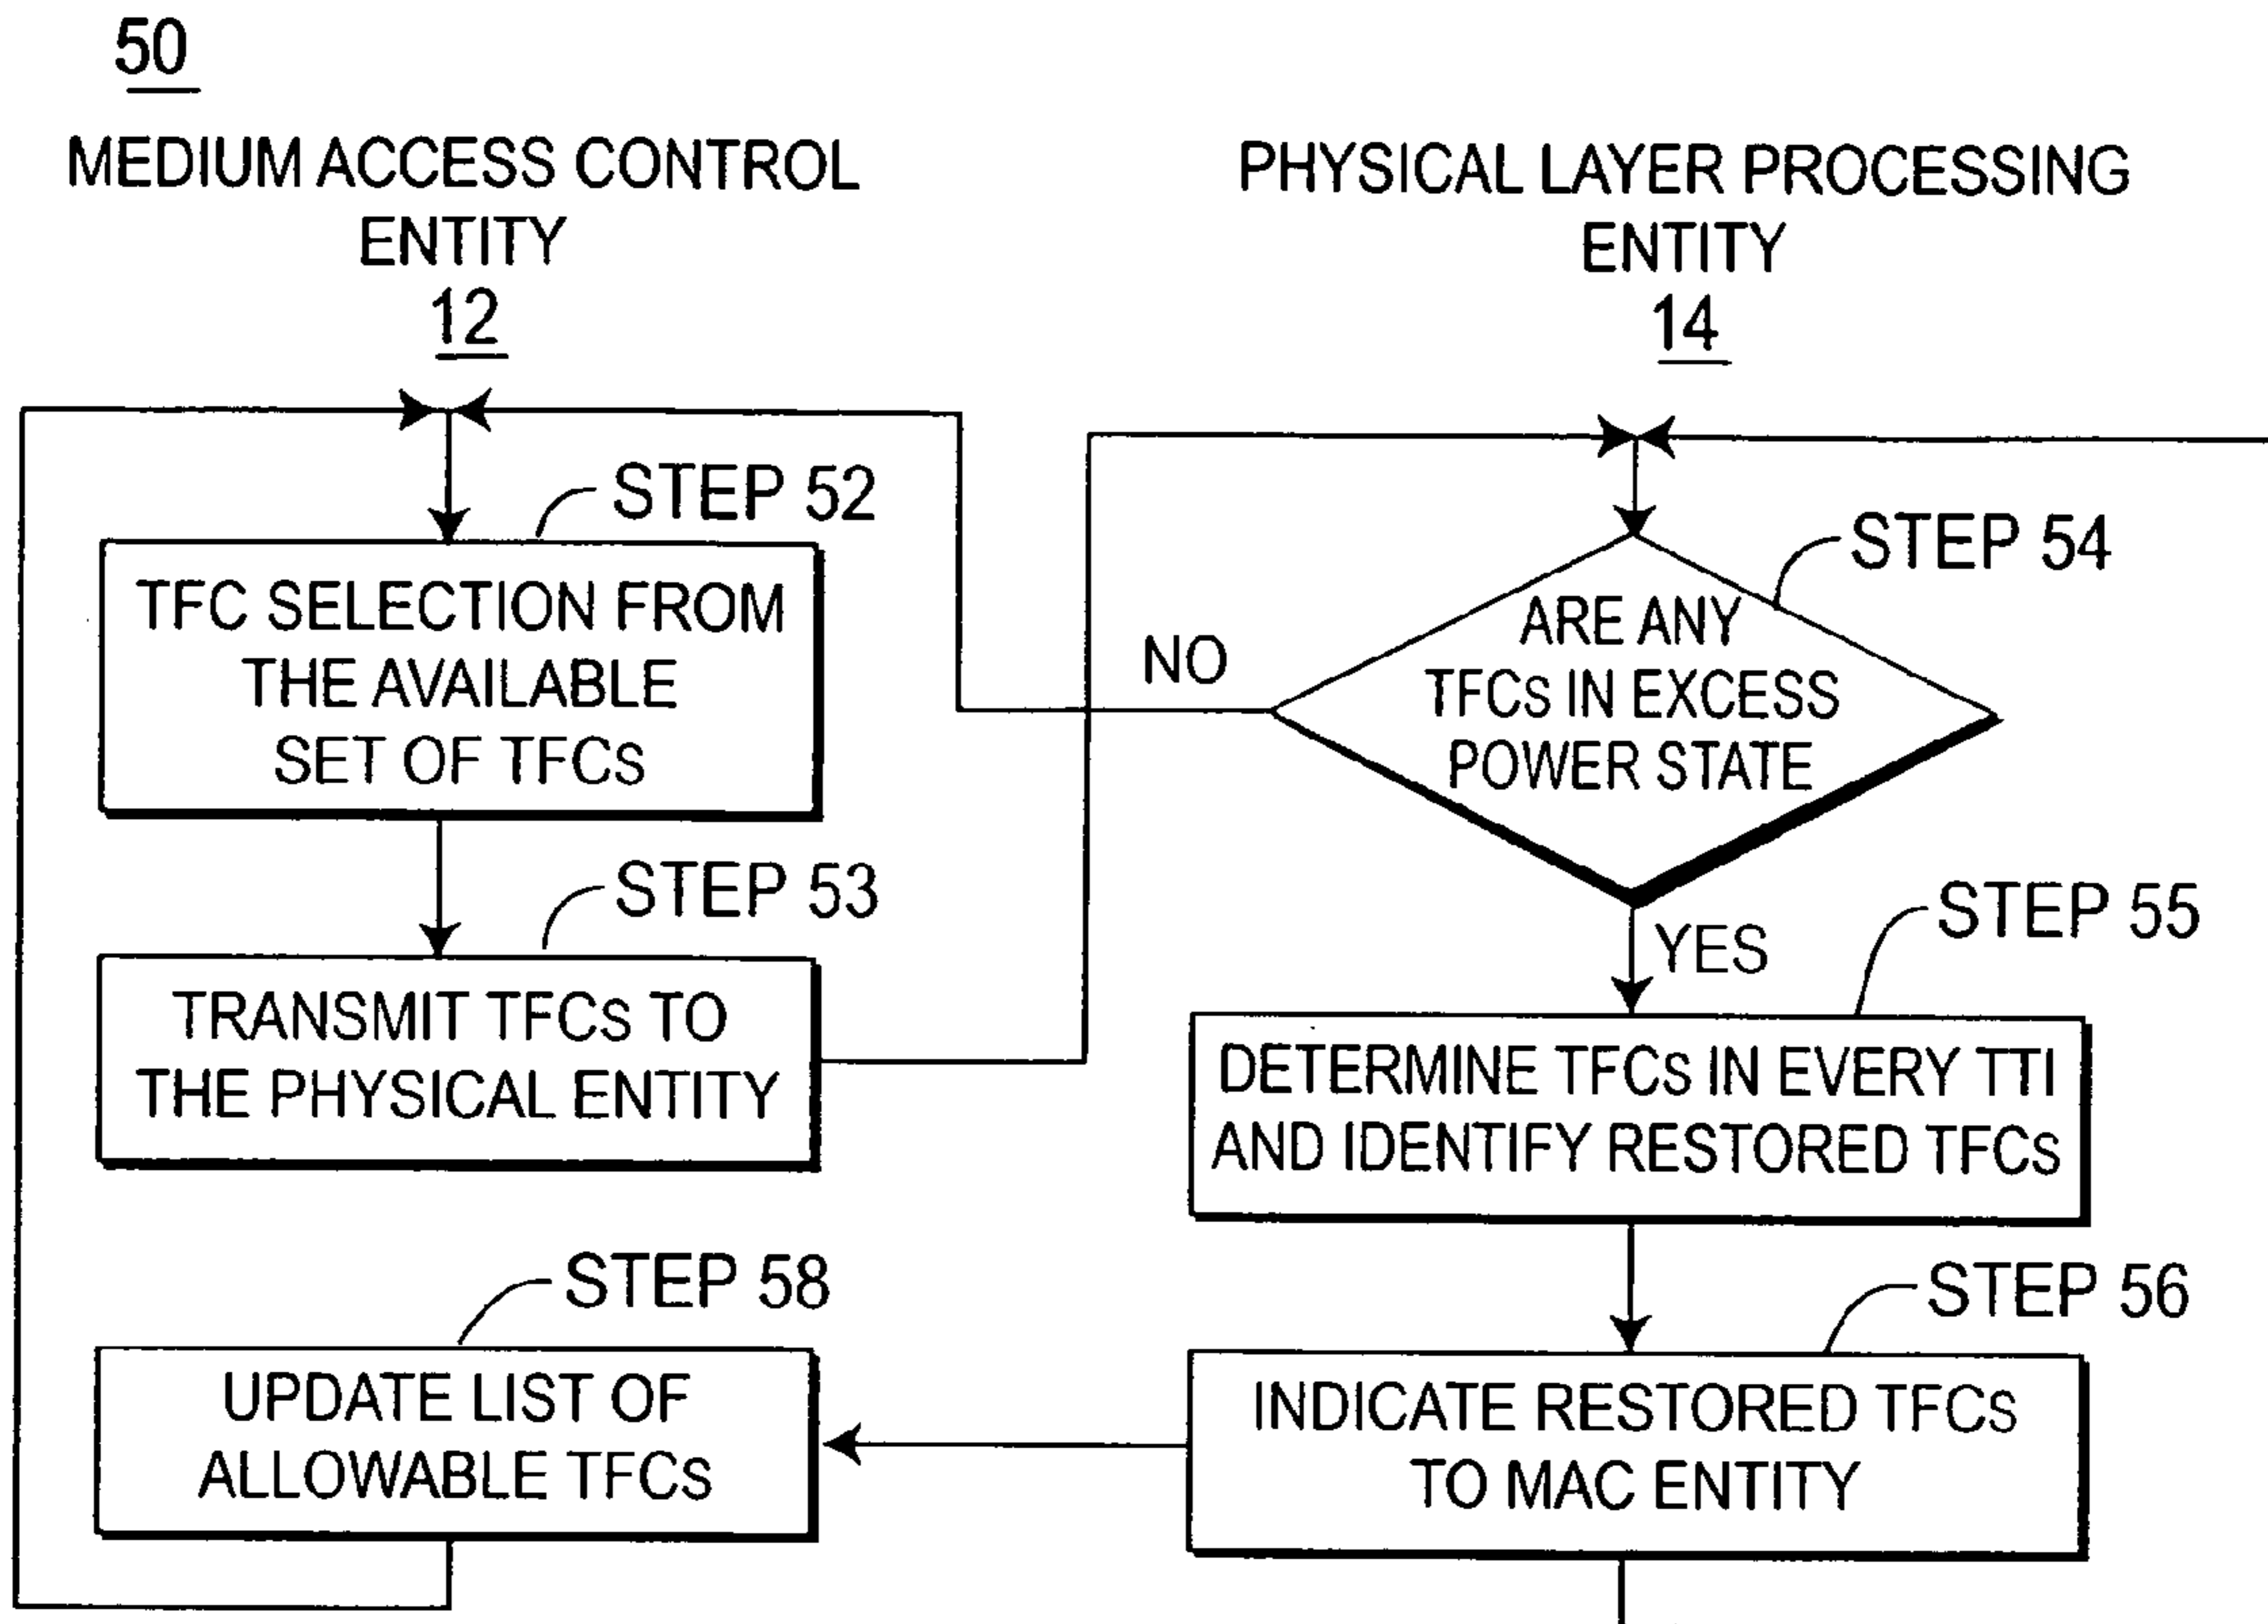 50
MEDIUM ACCESS CONTROL
ENTITY
12
STEP 52
TFC SELECTION FROM
THE AVAILABLE
SET OF TFCs
STEP 53
TRANSMIT TFCs TO
THE PHYSICAL ENTITY
STEP 58
UPDATE LIST OF
ALLOWABLE TFCs
PHYSICAL LAYER PROCESSING
ENTITY
14
STEP 54
ARE ANY
TFCs IN EXCESS
POWER STATE
NO
YES
STEP 55
DETERMINE TFCs IN EVERY TTI
AND IDENTIFY RESTORED TFCs
STEP 56
INDICATE RESTORED TFCs
TO MAC ENTITY